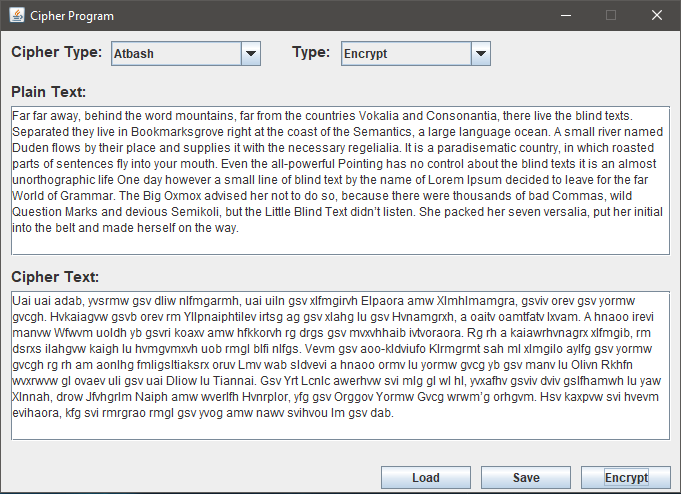 Cipher Program
Cipher Type: Atbash Type: Encrypt
Plain Text:
Far far away, behind the word mountains, far from the countries Vokalia and Consonantia, there live the blind texts.
Separated they live in Bookmarksgrove right at the coast of the Semantics, a large language ocean. A small river named
Duden flows by their place and supplies it with the necessary regelialia. It is a paradisematic country, in which roasted
parts of sentences fly into your mouth. Even the all-powerful Pointing has no control about the blind texts it is an almost
unorthographic life One day however a small line of blind text by the name of Lorem Ipsum decided to leave for the far
World of Grammar. The Big Oxmox advised her not to do so, because there were thousands of bad Commas, wild
Question Marks and devious Semikoli, but the Little Blind Text didn’t listen. She packed her seven versalia, put her initial
into the belt and made herself on the way.
Cipher Text:
Uai uai adab, yvsrmw gsv dliw nlfmgarmh, uai uiln gsv xlfmgirvh Elpaora amw Xlmhlmamgra, gsviv orev gsv yormw
gvcgh. Hvkaiagvw gsvb orev rm Yllpnaiphtilev irtsg ag gsv xlahg lu gsv Hvnamgrxh, a oaitv oamtfatv lxvam. A hnaoo irevi
manvw Wfwvm uoldh yb gsvri koaxv amw hfkkorvh rg drgs gsv mvxvhhaib ivtvoraora. Rg rh a kaiawrhvnagrx xlfmgib, rm
dsrxs ilahgvw kaigh lu hvmgvmxvh uob rmgl blfi nlfgs. Vevm gsv aoo-kldviufo Klrmgrmt sah ml xlmgilo aylfg gsv yormw
gvcgh rg rh am aonlhg fmligsltiaksrx oruv Lmv wab sldvevi a hnaoo ormv lu yormw gvcg yb gsv manv lu Olivn Rkhfn
wvxrwvw gl ovaev uli gsv uai Dliow lu Tiannai. Gsv Yrt Lcnlc awerhvw svi mlg gl wl hl, yvxafhv gsviv dviv gslfhamwh lu yaw
Xlnnah, drow Jfvhgrlm Naiph amw wverlfh Hvnrplor, yfg gsv Orggov Yormw Gvcg wrwm’g orhgvm. Hsv kaxpvw svi hvevm
evihaora, kfg svi rmrgrao rmgl gsv yvog amw nawv svihvou lm gsv dab.
Load Save Encrypt